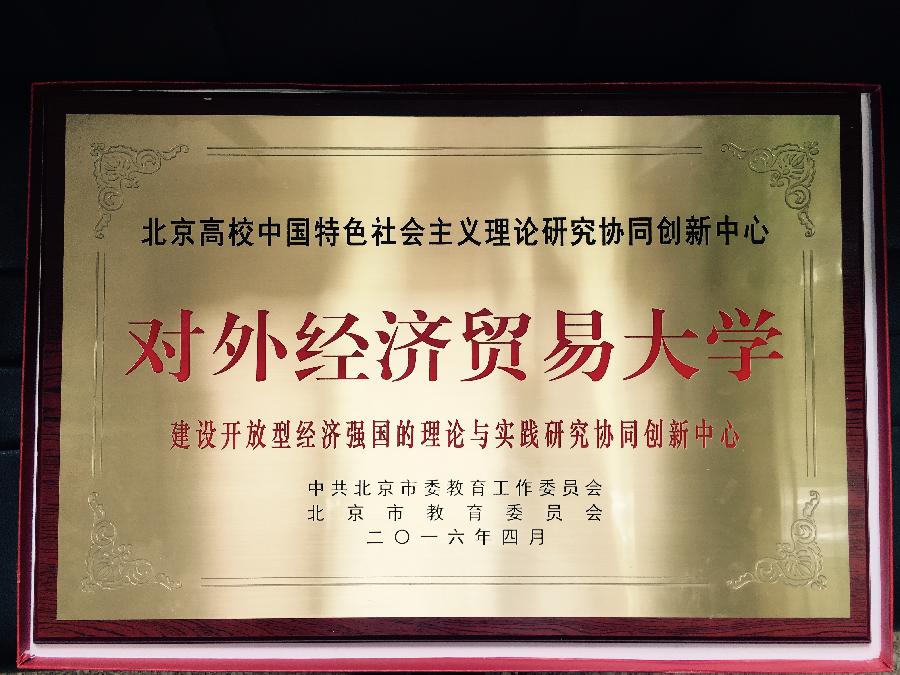 北京高校中国特色社会主义理论研究协同创新中心
对外经济贸易大学
建设开放型经济强国的理论与实践研究协同创新中心
中共北京市委教育工作委员会
北京市教育委员会
二〇一六年四月